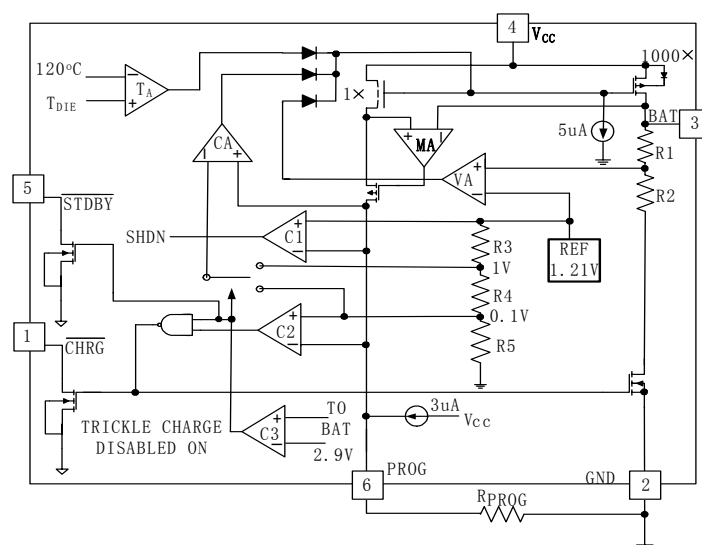 4
VCC
120°C
TA
TDIE
−
+
1×
1000×
5uA
BAT
3
CA
−
+
MA
+
−
VA
+
−
R1
R2
5
STDBY
SHDN
C1
+
−
R3
1V
REF
1.21V
R4
0.1V
R5
1
CHRG
C2
+
−
TRICKLE CHARGE
DISABLED ON
C3
+
−
TO
BAT
2.9V
3uA
Vcc
6
PROG
GND
2
RPROG